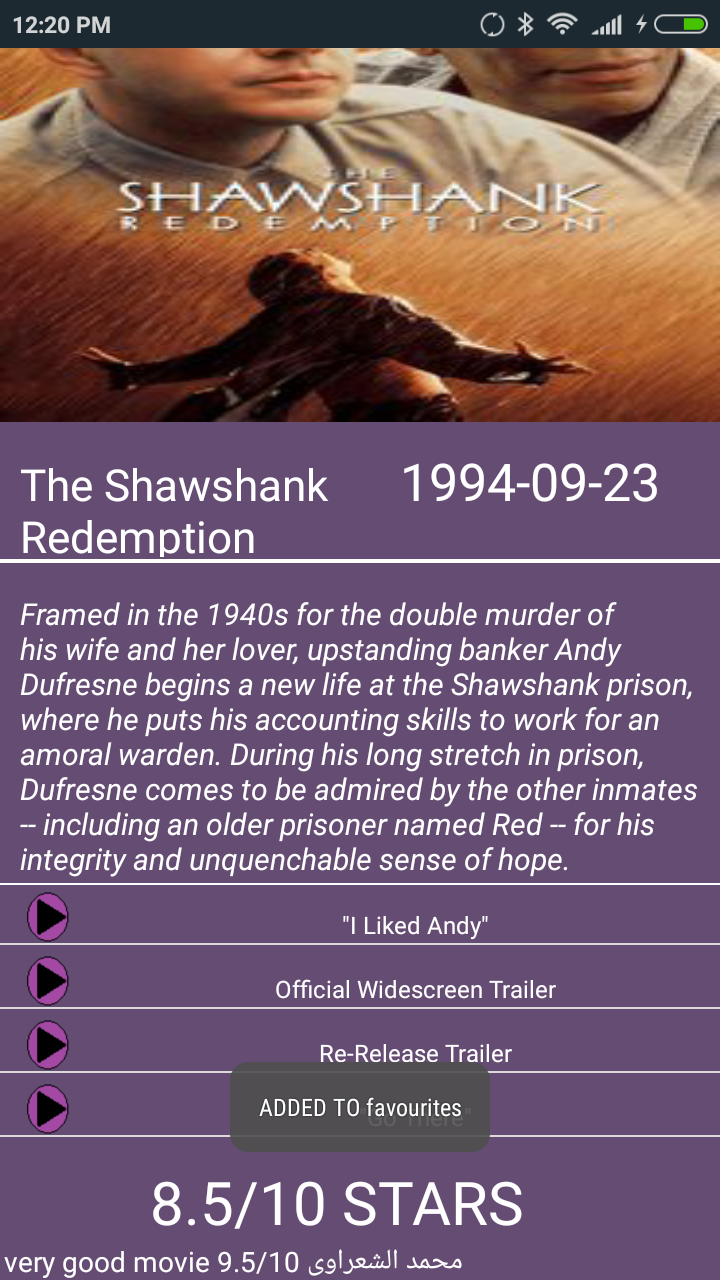 12:20 PM
THE
SHAWSHANK
REDEMPTION
The Shawshank 1994-09-23
Redemption
Framed in the 1940s for the double murder of
his wife and her lover, upstanding banker Andy
Dufresne begins a new life at the Shawshank prison,
where he puts his accounting skills to work for an
amoral warden. During his long stretch in prison,
Dufresne comes to be admired by the other inmates
-- including an older prisoner named Red -- for his
integrity and unquenchable sense of hope.
"I Liked Andy"
Official Widescreen Trailer
Re-Release Trailer
"Go There"
ADDED TO favourites
8.5/10 STARS
very good movie 9.5/10 محمد الشعراوى